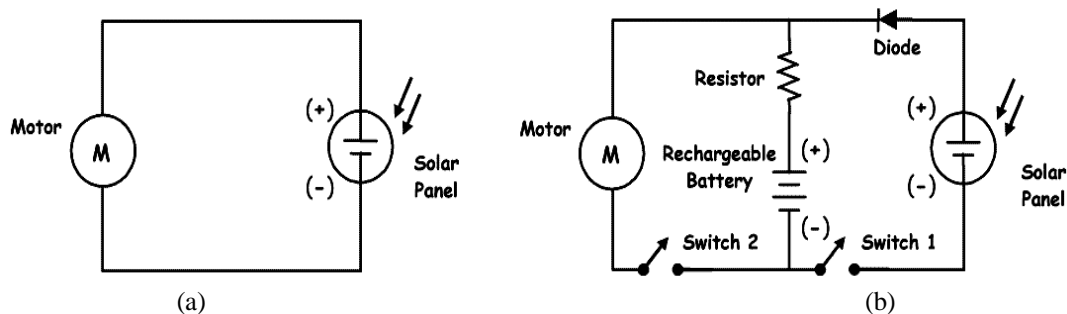 Motor
M
(+)
(-)
Solar
Panel
(a)
Diode
Resistor
Motor
M
Rechargeable
Battery
(+)
(-)
(+)
(-)
Solar
Panel
Switch 2
Switch 1
(b)